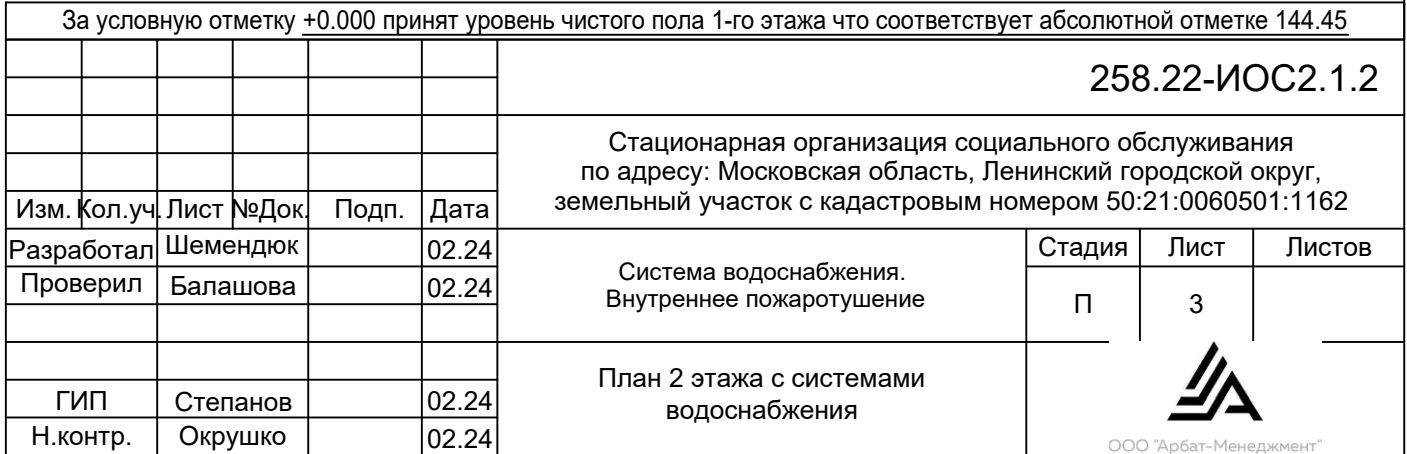 За условную отметку +0.000 принят уровень чистого пола 1-го этажа что соответствует абсолютной отметке 144.45
258.22-ИОС2.1.2
Стационарная организация социального обслуживания
по адресу: Московская область, Ленинский городской округ,
земельный участок с кадастровым номером 50:21:0060501:1162
Изм. Кол.уч. Лист №Док. Подп. Дата
Разработал Шемендюк 02.24
Проверил Балашова 02.24
Система водоснабжения.
Внутреннее пожаротушение
Стадия Лист Листов
П 3
План 2 этажа с системами
водоснабжения
ГИП Степанов 02.24
Н.контр. Окрушко 02.24
ООО "Арбат-Менеджмент"